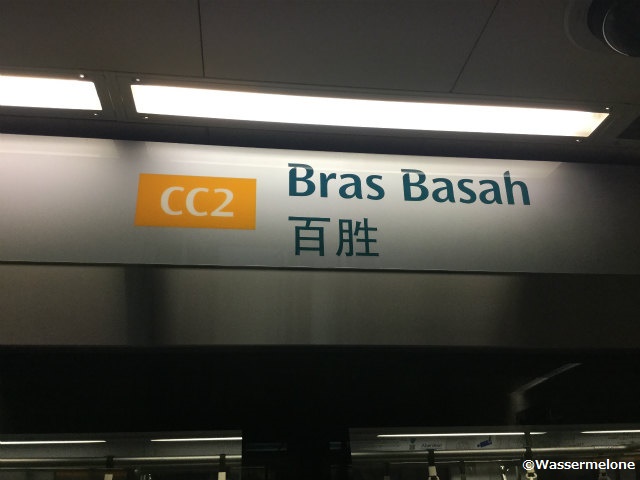 CC2
Bras Basah
百胜
©Wassermelone